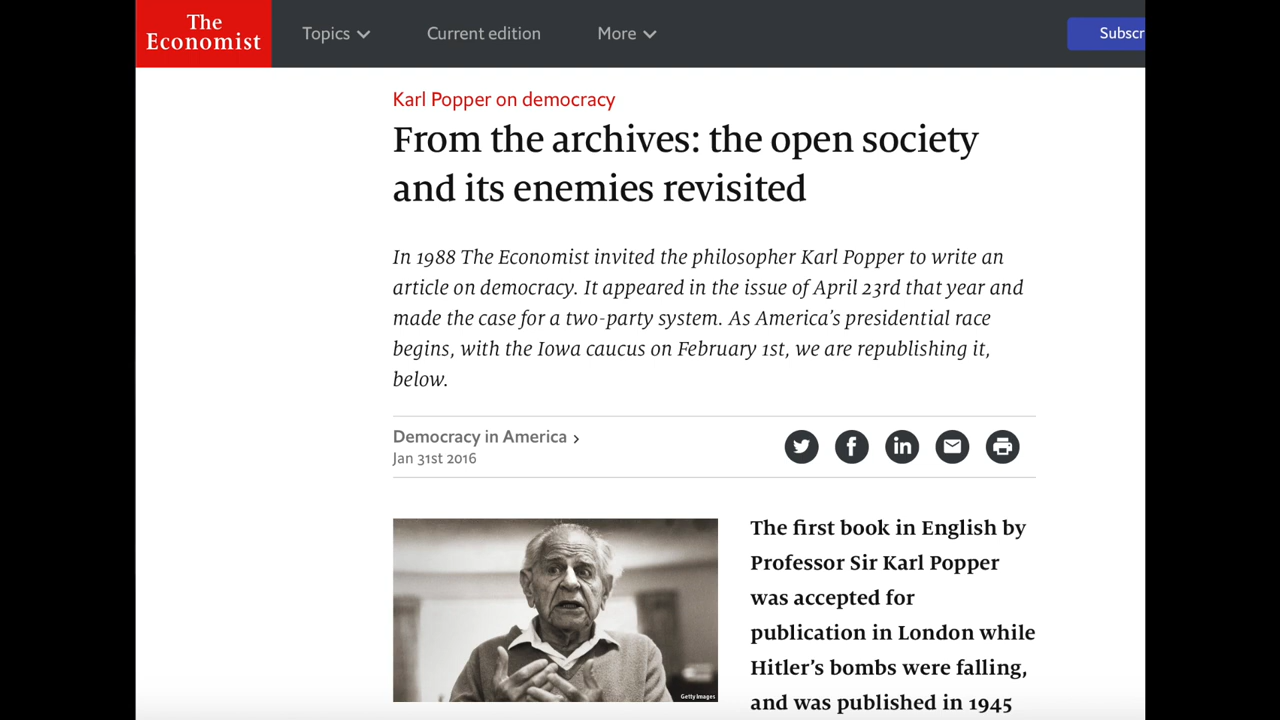 The
Economist
Topics
Current edition
More
Subscr
Karl Popper on democracy
From the archives: the open society
and its enemies revisited
In 1988 The Economist invited the philosopher Karl Popper to write an
article on democracy. It appeared in the issue of April 23rd that year and
made the case for a two-party system. As America’s presidential race
begins, with the Iowa caucus on February 1st, we are republishing it,
below.
Democracy in America ›
Jan 31st 2016
in
Getty Images
The first book in English by
Professor Sir Karl Popper
was accepted for
publication in London while
Hitler’s bombs were falling,
and was published in 1945